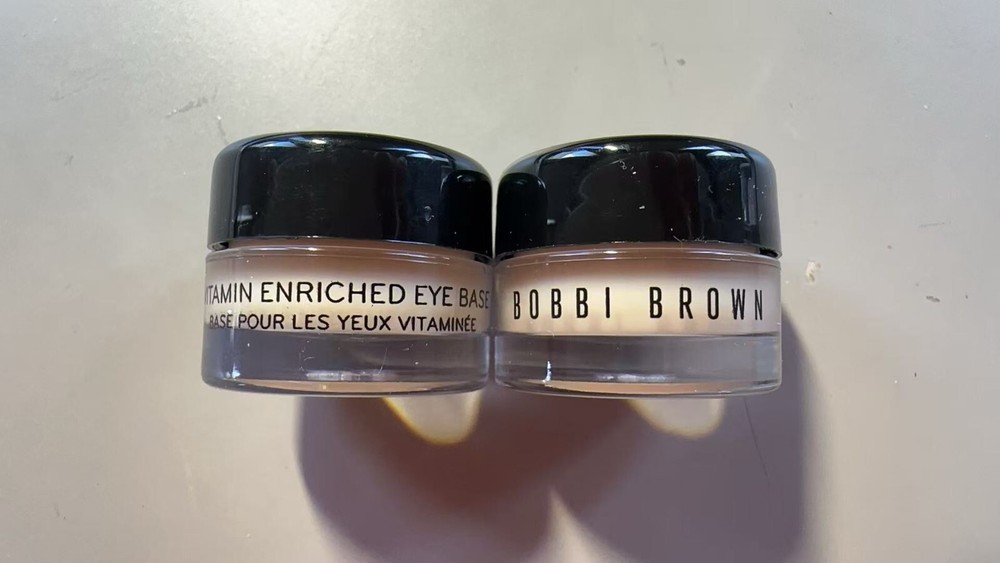 VITAMIN ENRICHED EYE BASE
BASE POUR LES YEUX VITAMINÉE
BOBBI BROWN